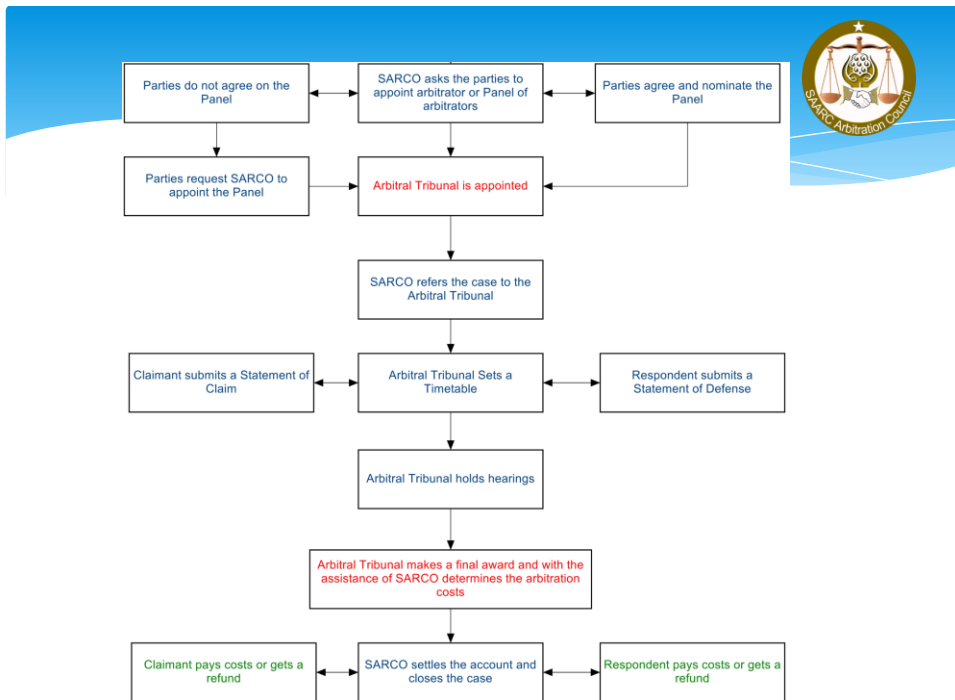 Parties do not agree on the
Panel
SARCO asks the parties to
appoint arbitrator or Panel of
arbitrators
Parties agree and nominate the
Panel
SAARC Arbitration Council
Parties request SARCO to
appoint the Panel
Arbitral Tribunal is appointed
SARCO refers the case to the
Arbitral Tribunal
Claimant submits a Statement of
Claim
Arbitral Tribunal Sets a
Timetable
Respondent submits a
Statement of Defense
Arbitral Tribunal holds hearings
Arbitral Tribunal makes a final award and with the
assistance of SARCO determines the arbitration
costs
Claimant pays costs or gets a
refund
SARCO settles the account and
closes the case
Respondent pays costs or gets a
refund